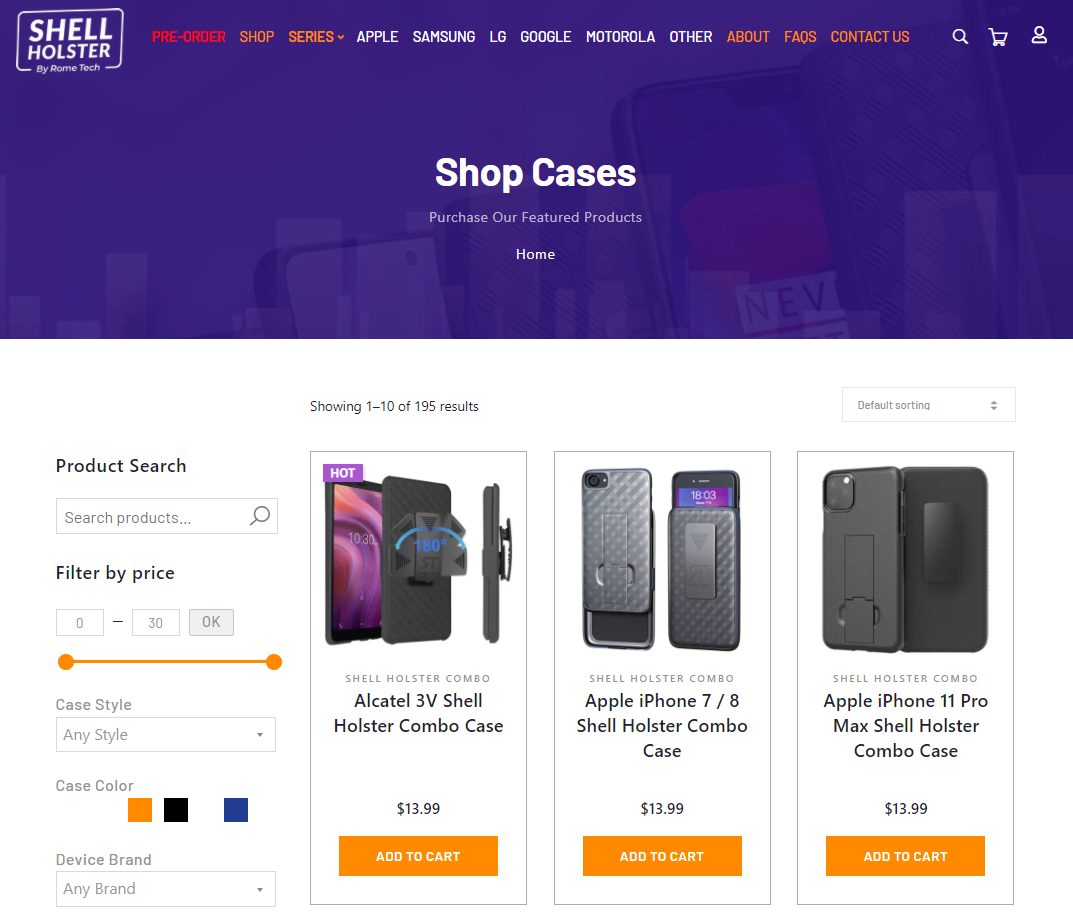 SHELL
HOLSTER
By Rome Tech
PRE-ORDER SHOP SERIES APPLE SAMSUNG LG GOOGLE MOTOROLA OTHER ABOUT FAQS CONTACT US
Shop Cases
Purchase Our Featured Products
Home
NEV
Showing 1–10 of 195 results
Default sorting
Product Search
Search products...
Filter by price
0 – 30 OK
Case Style
Any Style
Case Color
Device Brand
Any Brand
HOT
10:30
180°
SHELL HOLSTER COMBO
Alcatel 3V Shell
Holster Combo Case
$13.99
ADD TO CART
18:03
SHELL HOLSTER COMBO
Apple iPhone 7 / 8
Shell Holster Combo
Case
$13.99
ADD TO CART
SHELL HOLSTER COMBO
Apple iPhone 11 Pro
Max Shell Holster
Combo Case
$13.99
ADD TO CART